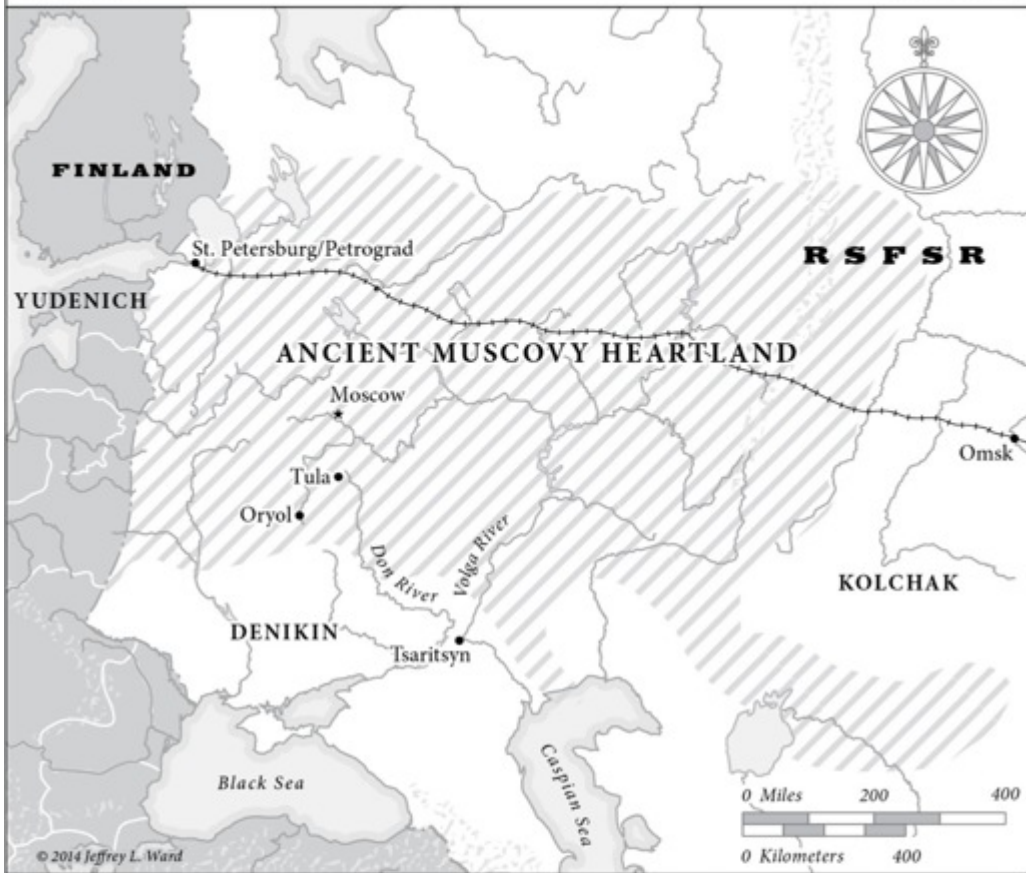 FINLAND
St. Petersburg/Petrograd
RSFSR
YUDENICH
ANCIENT MUSCOVY HEARTLAND
Moscow
Omsk
Tula
Oryol
Volga River
Don River
KOLCHAK
DENIKIN
Tsaritsyn
Caspian Sea
Black Sea
0 Miles 200 400
0 Kilometers 400
© 2014 Jeffrey L. Ward